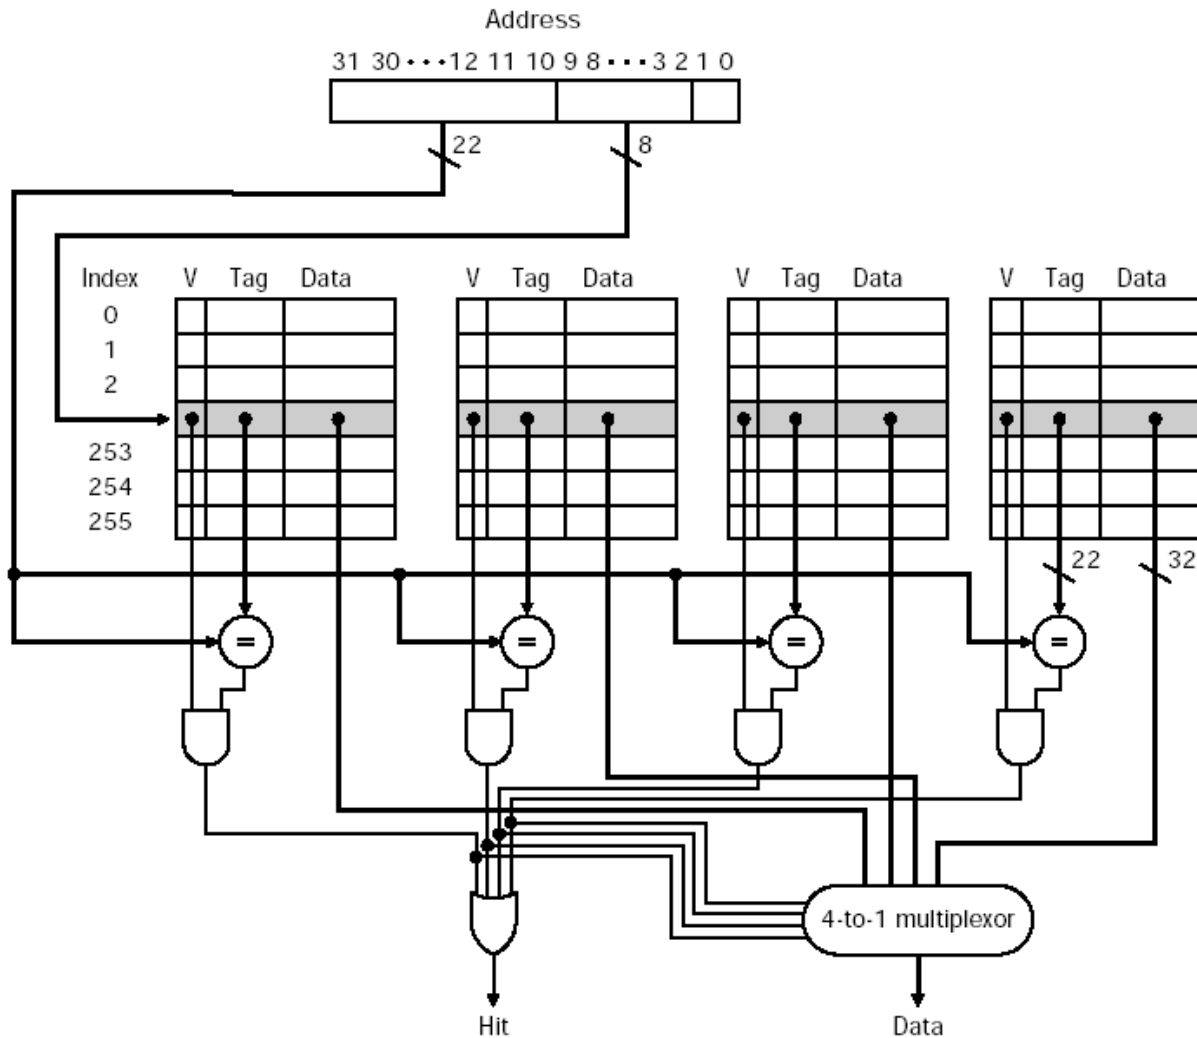 Address
31 30 ••• 12 11 10 9 8 ••• 3 2 1 0
22 8
Index V Tag Data V Tag Data V Tag Data V Tag Data
0
1
2
253
254
255
22 32
= = = =
4-to-1 multiplexor
Hit Data